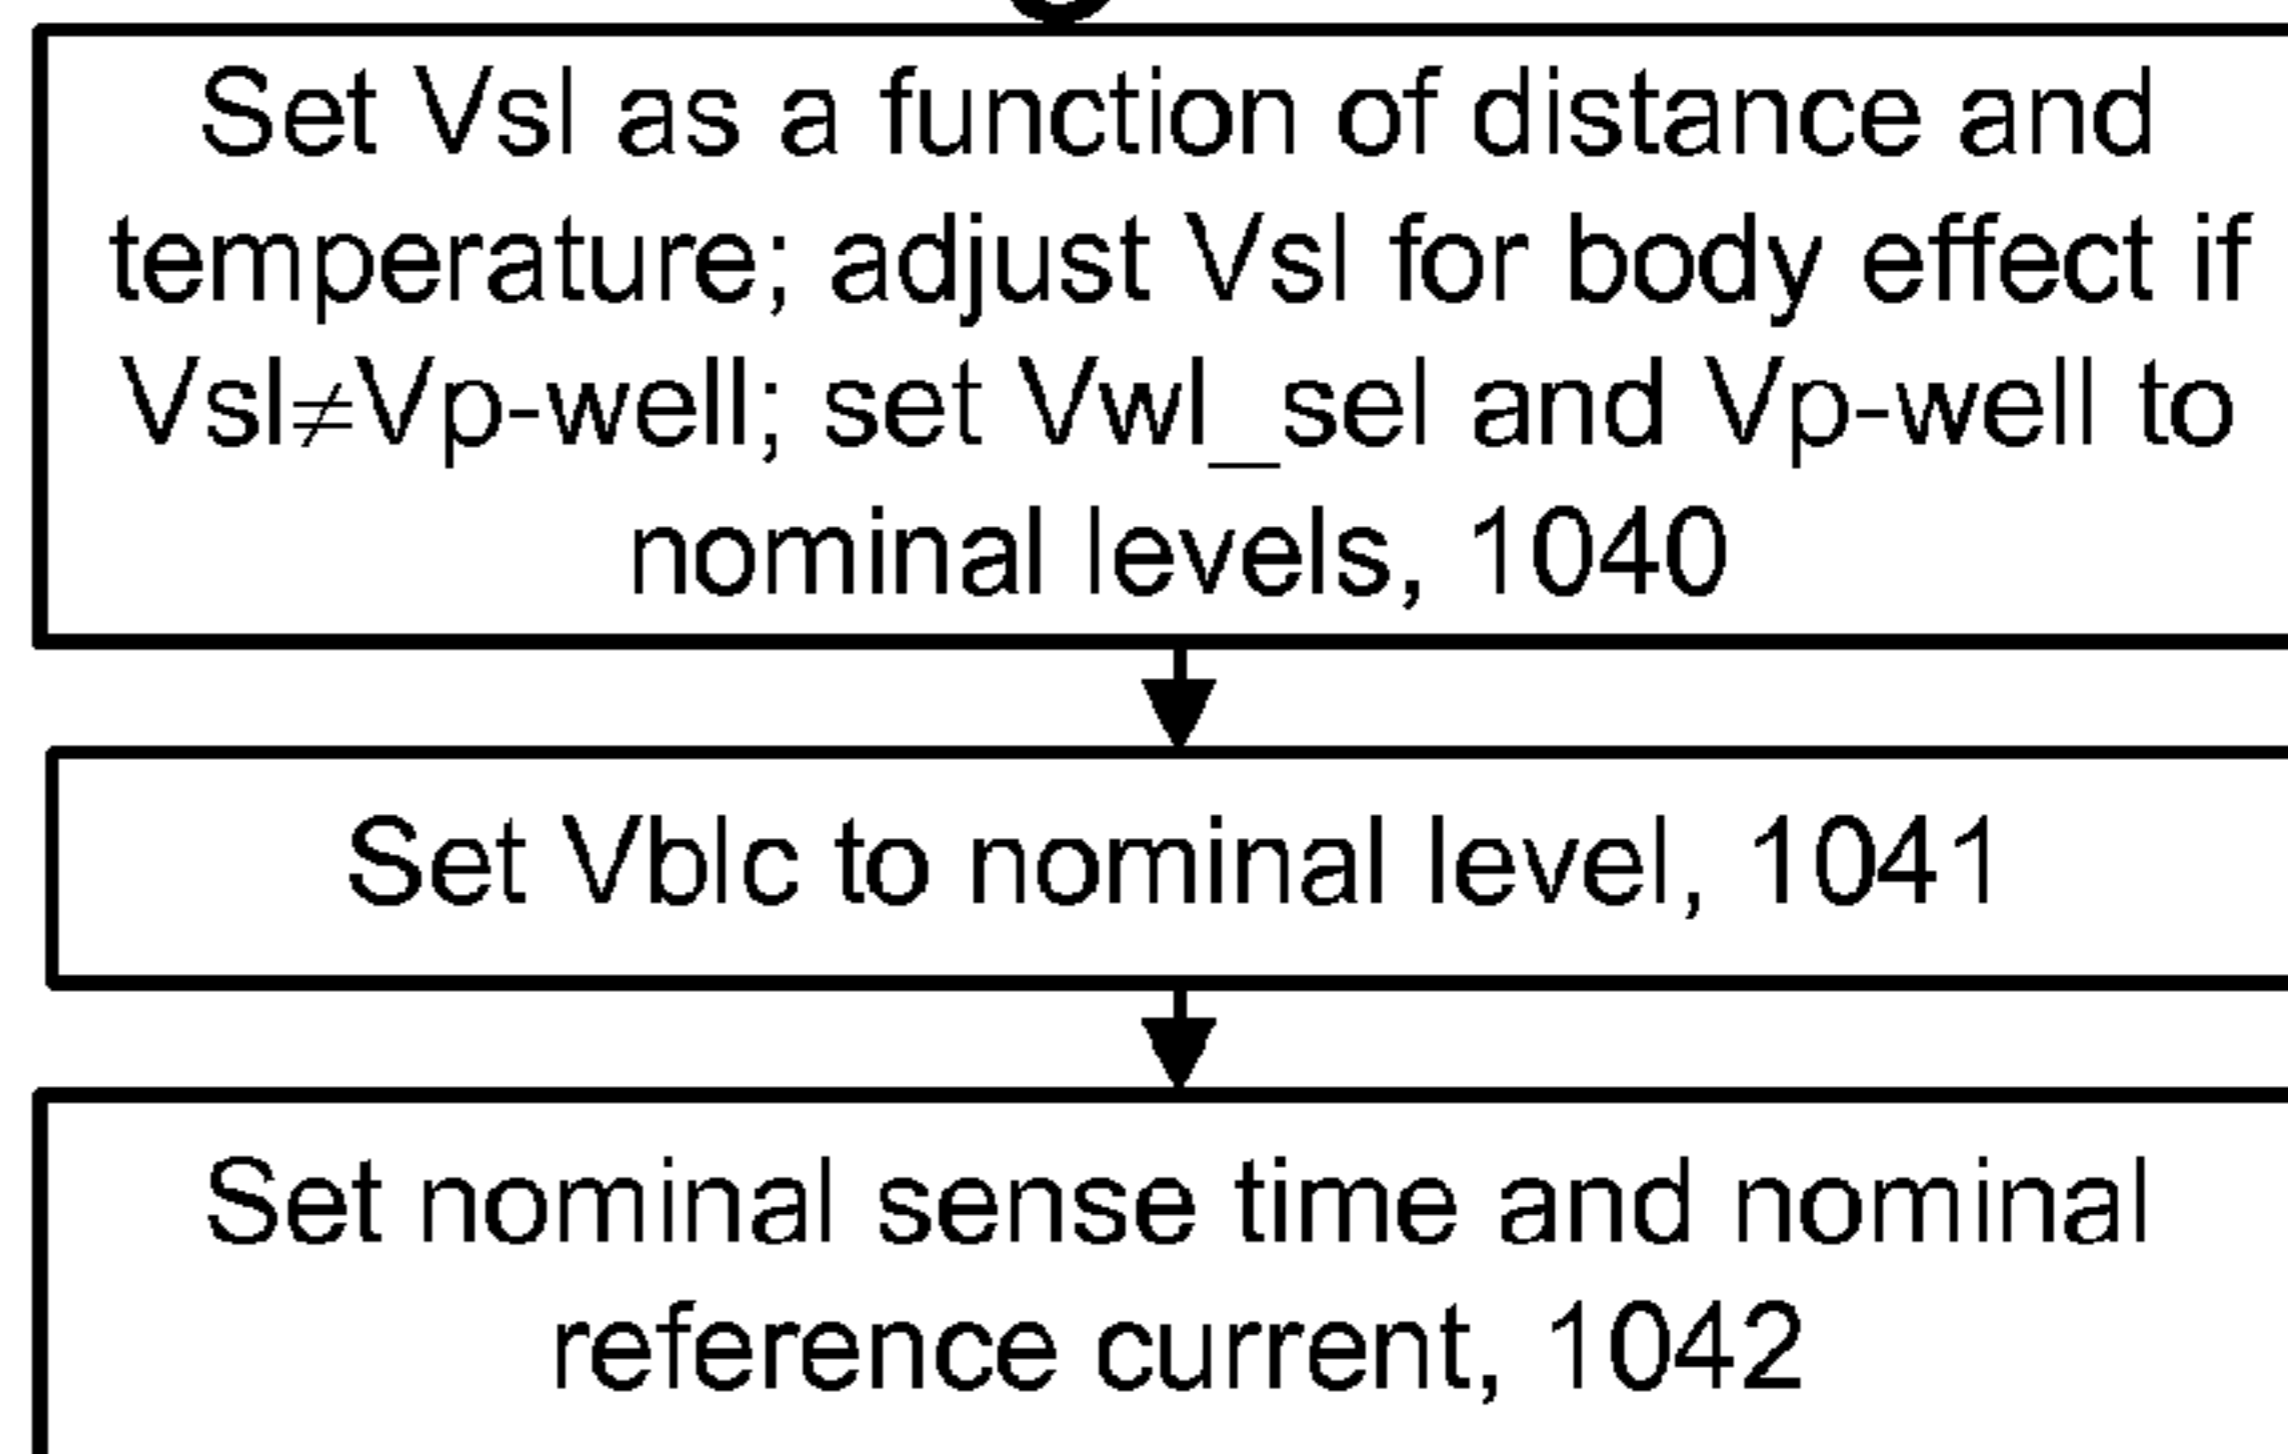 Set Vsl as a function of distance and
temperature; adjust Vsl for body effect if
Vsl≠Vp-well; set Vwl_sel and Vp-well to
nominal levels, 1040
Set Vblc to nominal level, 1041
Set nominal sense time and nominal
reference current, 1042